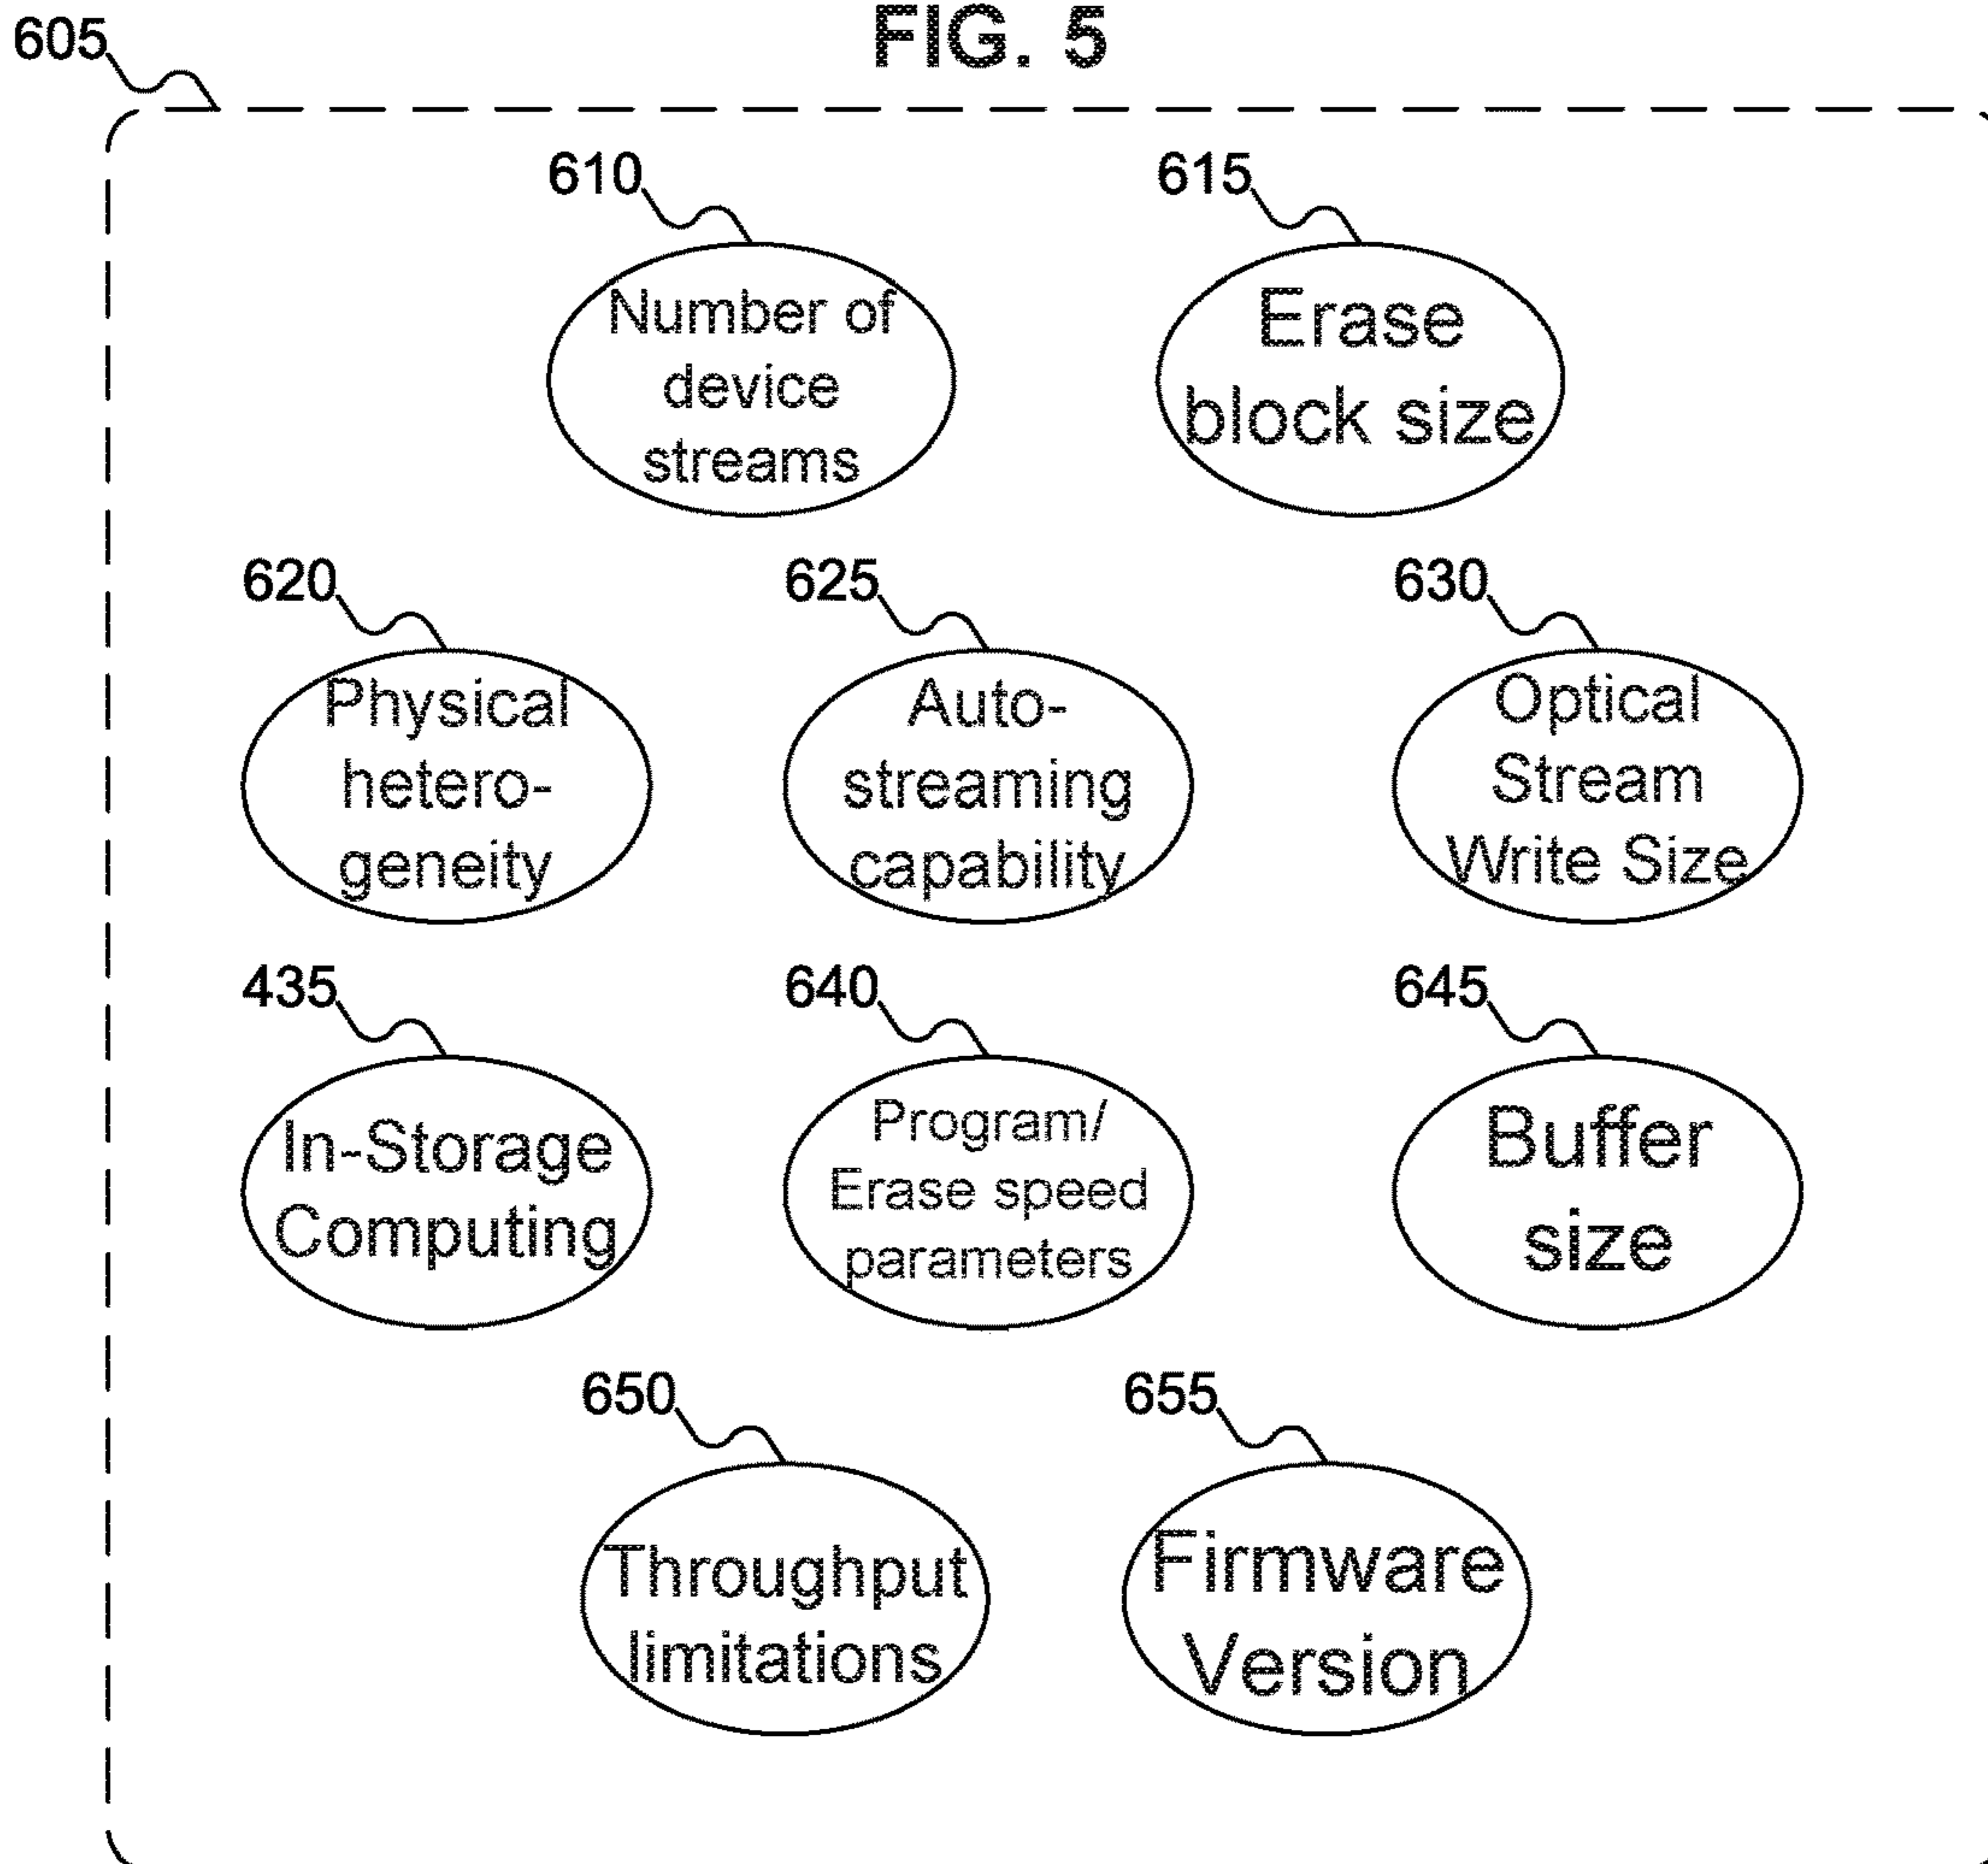 FIG. 5
605
610
615
Number of
device
streams
Erase
block size
620
625
630
Physical
hetero-
geneity
Auto-
streaming
capability
Optical
Stream
Write Size
435
640
645
In-Storage
Computing
Program/
Erase speed
parameters
Buffer
size
650
655
Throughput
limitations
Firmware
Version